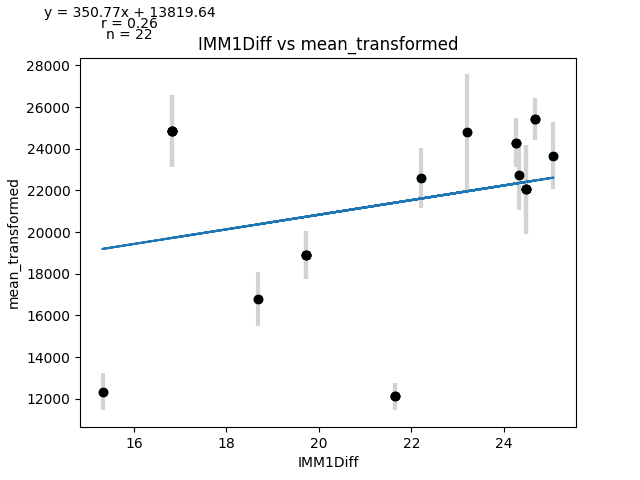 y = 350.77x + 13819.64
r = 0.26
n = 22
IMM1Diff vs mean_transformed
28000
26000
24000
22000
20000
18000
16000
14000
12000
mean_transformed
16 18 20 22 24
IMM1Diff